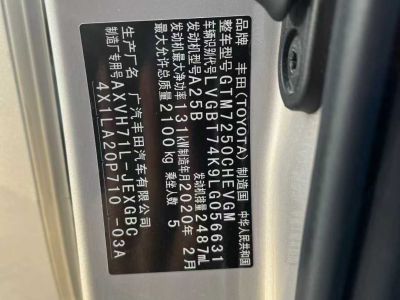 品牌 丰田(TOYOTA) 制造国 中华人民共和国
整车型号 GTM7250CHEVGM
车辆识别代号 LVGBT74K9LG056631
发动机型号 A25B 发动机排量 2487mL
发动机最大净功率 131kW 制造年月 2020年2月
最大允许总质量 2100kg 乘坐人数 5
生产厂名 广汽丰田汽车有限公司
制造厂专用号 AXVH71L-JEXGBC
4X1LA20P110-03A